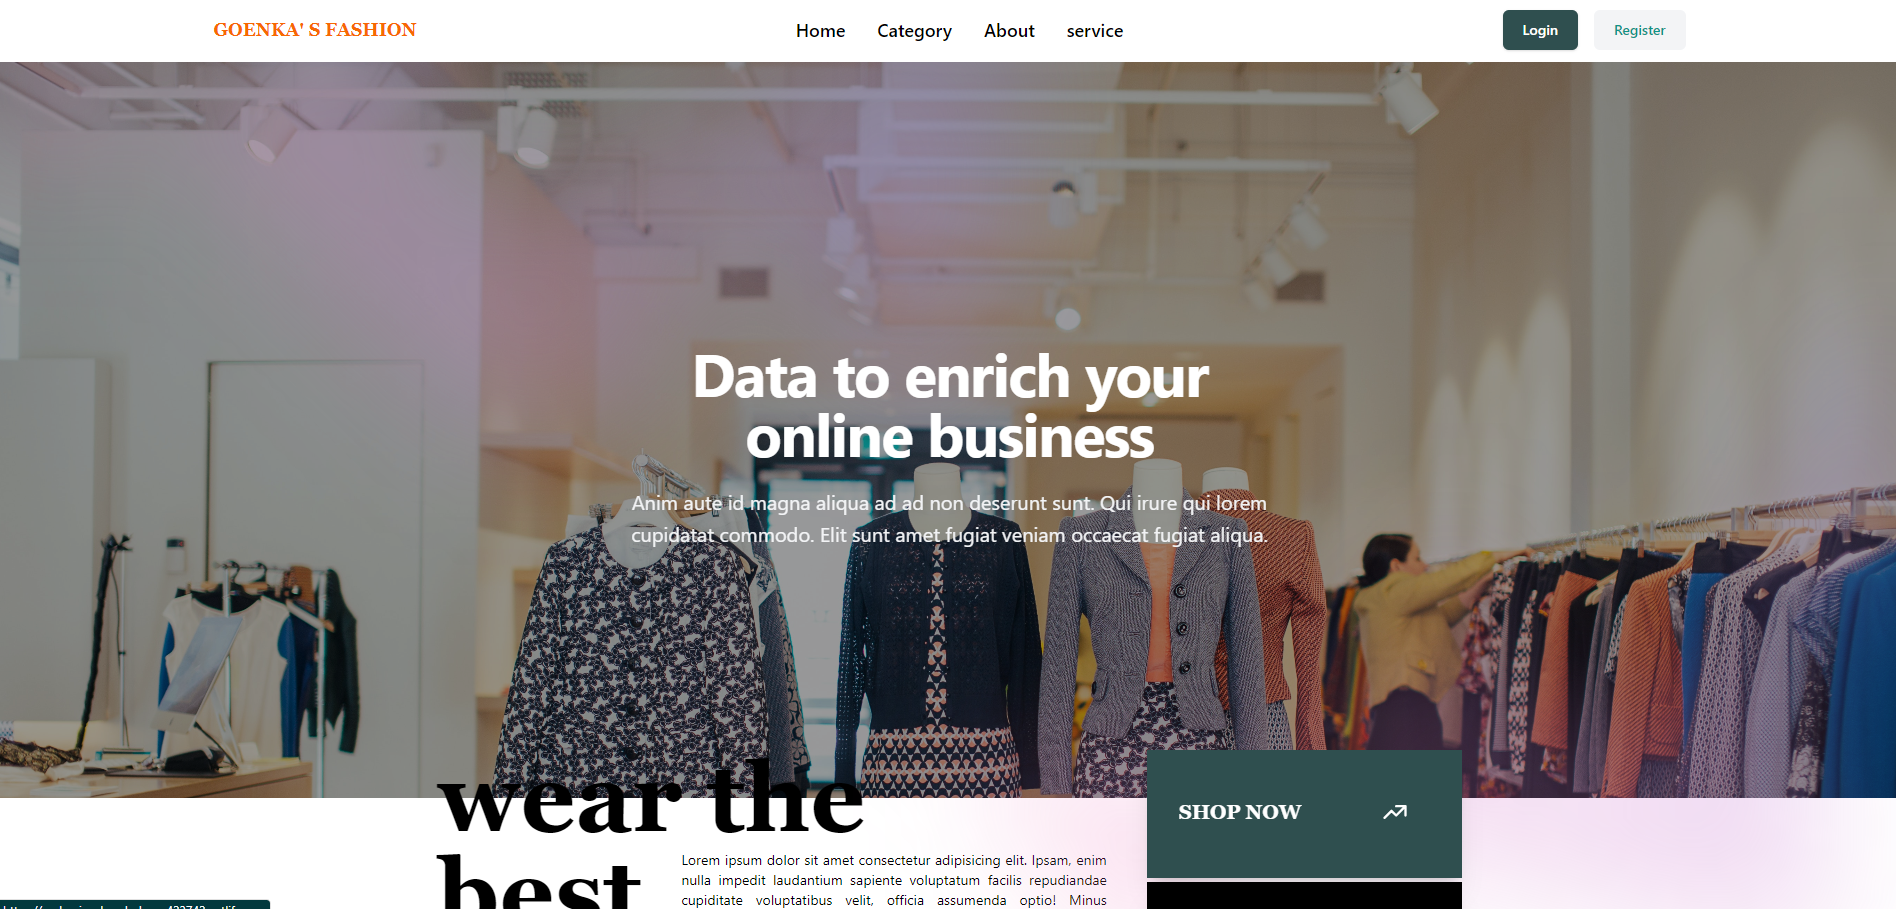 GOENKA' S FASHION
Home Category About service
Login Register
Data to enrich your
online business
Anim aute id magna aliqua ad ad non deserunt sunt. Qui irure qui lorem
cupidatat commodo. Elit sunt amet fugiat veniam occaecat fugiat aliqua.
wear the
best
Lorem ipsum dolor sit amet consectetur adipisicing elit. Ipsam, enim
nulla impedit laudantium sapiente voluptatum facilis repudiandae
cupiditate voluptatibus velit, officia assumenda optio! Minus
SHOP NOW